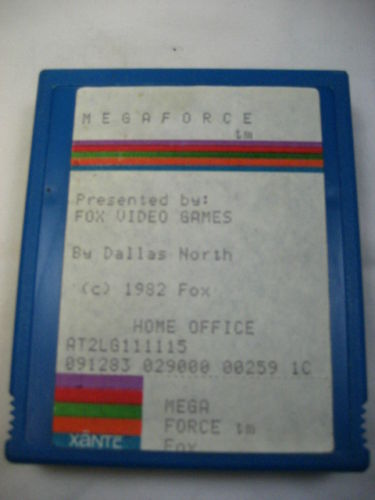 MEGAFORCE
tm
Presented by:
FOX VIDEO GAMES
By Dallas North
(c) 1982 Fox
HOME OFFICE
AT2LG111115
091283 029000 00259 1C
MEGA
FORCE tm
Fox
XANTE